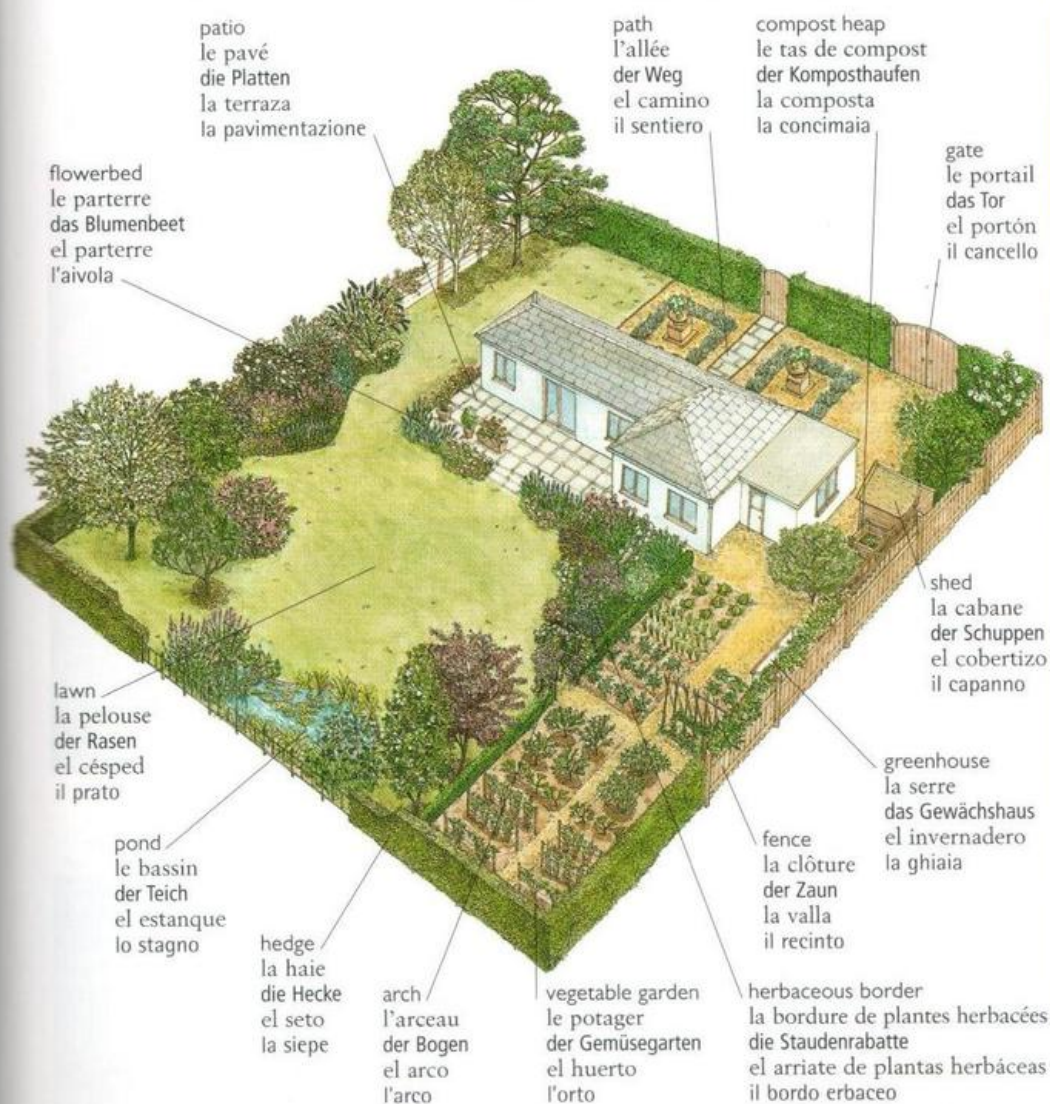 patio
le pavé
die Platten
la terraza
la pavimentazione
path
l'allée
der Weg
el camino
il sentiero
compost heap
le tas de compost
der Komposthaufen
la composta
la concimaia
gate
le portail
das Tor
el portón
il cancello
flowerbed
le parterre
das Blumenbeet
el parterre
l'aivola
shed
la cabane
der Schuppen
el cobertizo
il capanno
lawn
la pelouse
der Rasen
el césped
il prato
greenhouse
la serre
das Gewächshaus
el invernadero
la ghiaia
pond
le bassin
der Teich
el estanque
lo stagno
fence
la clôture
der Zaun
la valla
il recinto
hedge
la haie
die Hecke
el seto
la siepe
arch
l'arceau
der Bogen
el arco
l'arco
vegetable garden
le potager
der Gemüsegarten
el huerto
l'orto
herbaceous border
la bordure de plantes herbacées
die Staudenrabatte
el arriate de plantas herbáceas
il bordo erbaceo